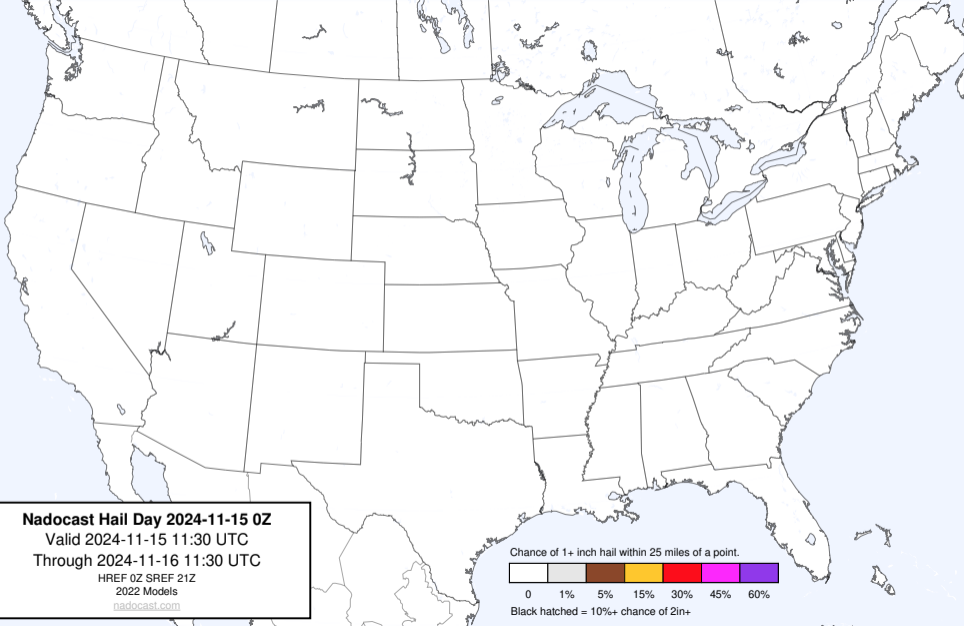 Nadocast Hail Day 2024-11-15 0Z
Valid 2024-11-15 11:30 UTC
Through 2024-11-16 11:30 UTC
HREF 0Z SREF 21Z
2022 Models
nadocast.com
Chance of 1+ inch hail within 25 miles of a point.
0 1% 5% 15% 30% 45% 60%
Black hatched = 10%+ chance of 2in+